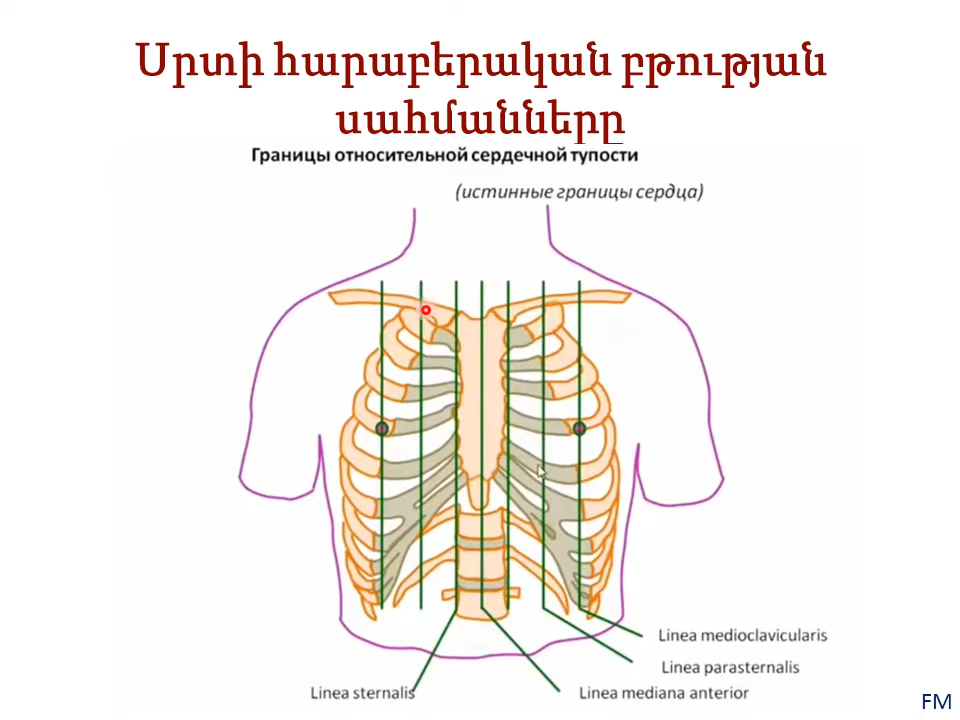 Սրտի հարաբերական բթության
սահմանները
Границы относительной сердечной тупости
(истинные границы сердца)
Linea medioclavicularis
Linea parasternalis
Linea sternalis
Linea mediana anterior
FM